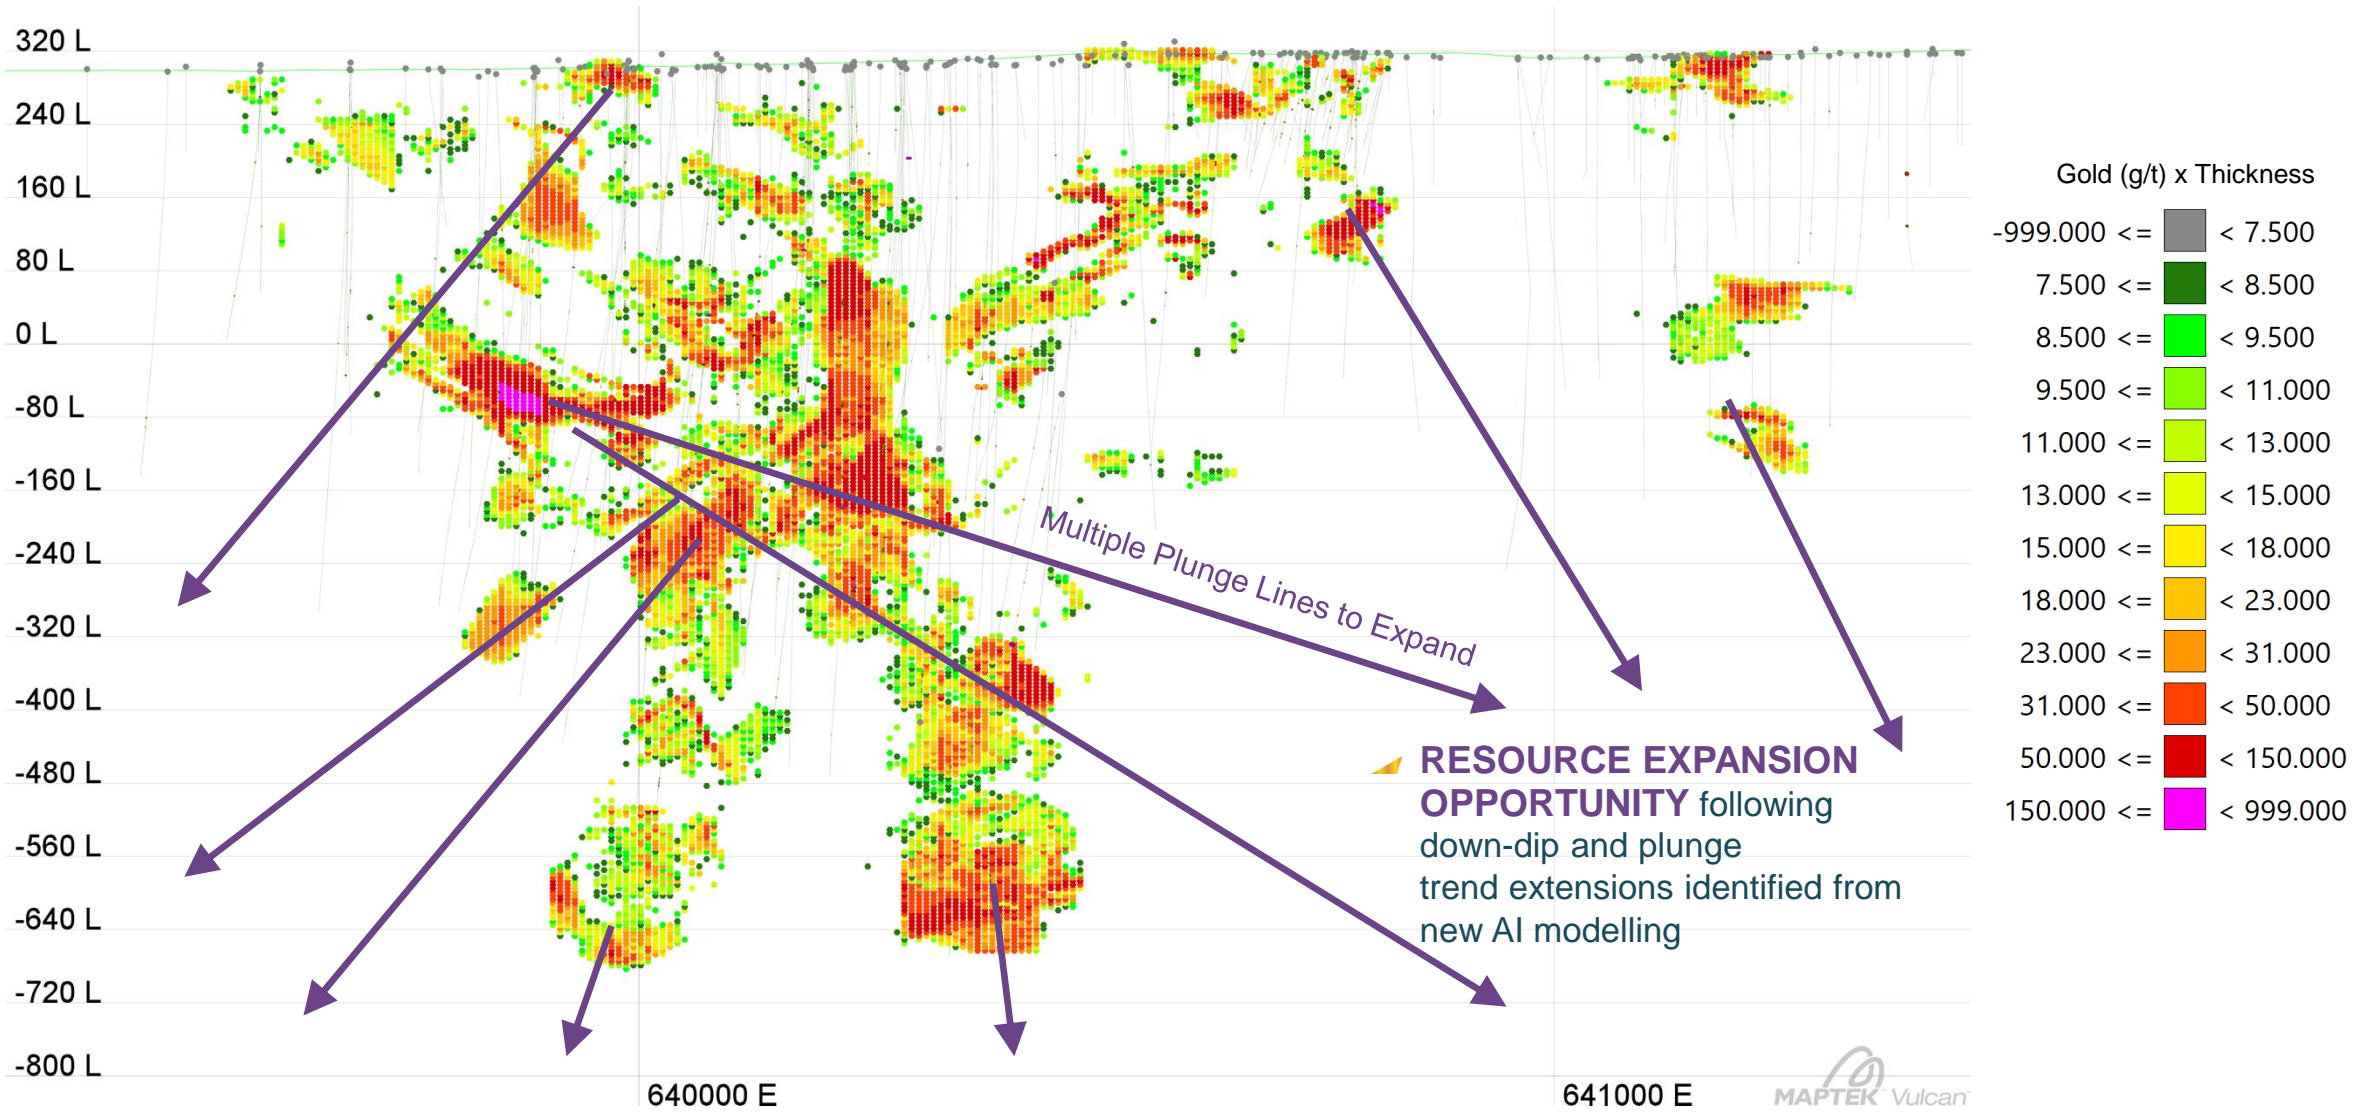 320 L
240 L
160 L
80 L
0 L
-80 L
-160 L
-240 L
-320 L
-400 L
-480 L
-560 L
-640 L
-720 L
-800 L
640000 E
641000 E
Multiple Plunge Lines to Expand
RESOURCE EXPANSION
OPPORTUNITY following
down-dip and plunge
trend extensions identified from
new AI modelling
MAPTEK Vulcan
Gold (g/t) x Thickness
-999.000 <= < 7.500
7.500 <= < 8.500
8.500 <= < 9.500
9.500 <= < 11.000
11.000 <= < 13.000
13.000 <= < 15.000
15.000 <= < 18.000
18.000 <= < 23.000
23.000 <= < 31.000
31.000 <= < 50.000
50.000 <= < 150.000
150.000 <= < 999.000